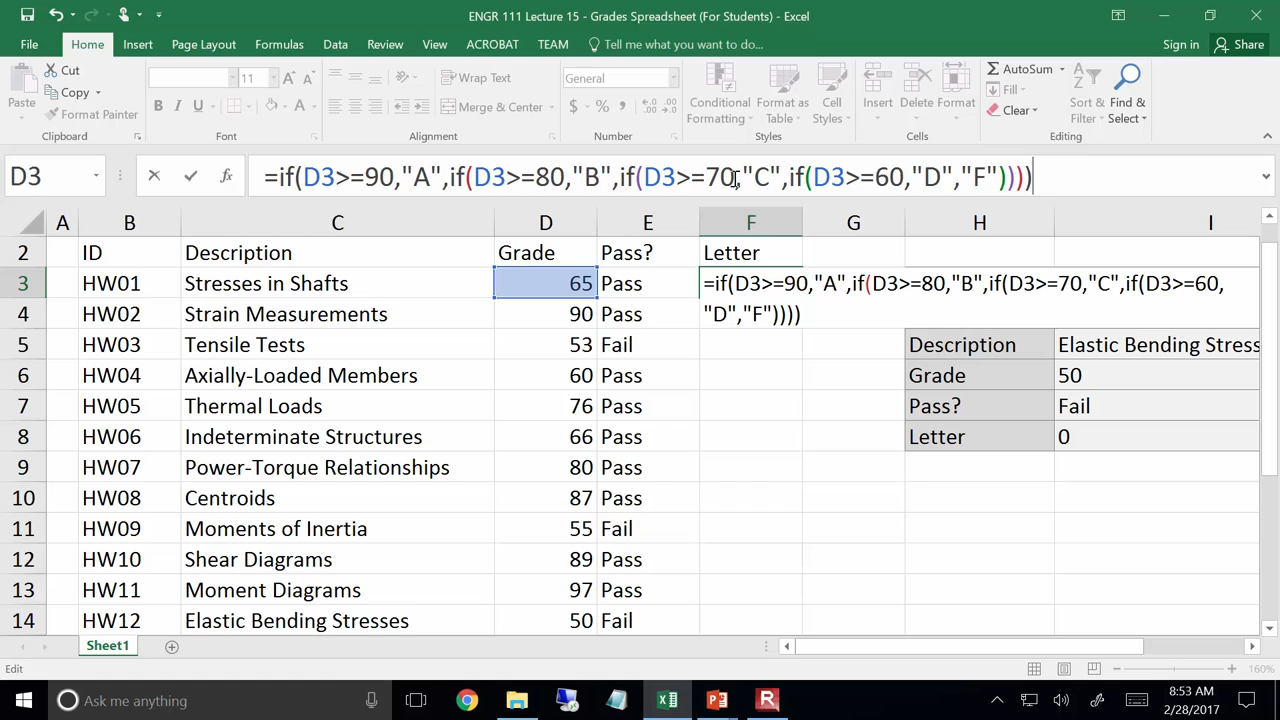 ENGR 111 Lecture 15 - Grades Spreadsheet (For Students) - Excel
File Home Insert Page Layout Formulas Data Review View ACROBAT TEAM Tell me what you want to do... Sign in Share
Paste Cut Copy Format Painter
11
Wrap Text
Merge & Center
General
$ % , .00 .0
Conditional Formatting
Format as Table
Cell Styles
Insert Delete Format
AutoSum
Fill
Clear
Sort & Filter
Find & Select
B I U A A A
Clipboard Font Alignment Number Styles Cells Editing
D3 fx =if(D3>=90,"A",if(D3>=80,"B",if(D3>=70,"C",if(D3>=60,"D","F"))))
A B C D E F G H I
2 ID Description Grade Pass? Letter
3 HW01 Stresses in Shafts 65 Pass =if(D3>=90,"A",if(D3>=80,"B",if(D3>=70,"C",if(D3>=60,
4 HW02 Strain Measurements 90 Pass "D","F"))))
5 HW03 Tensile Tests 53 Fail Description Elastic Bending Stress
6 HW04 Axially-Loaded Members 60 Pass Grade 50
7 HW05 Thermal Loads 76 Pass Pass? Fail
8 HW06 Indeterminate Structures 66 Pass Letter 0
9 HW07 Power-Torque Relationships 80 Pass
10 HW08 Centroids 87 Pass
11 HW09 Moments of Inertia 55 Fail
12 HW10 Shear Diagrams 89 Pass
13 HW11 Moment Diagrams 97 Pass
14 HW12 Elastic Bending Stresses 50 Fail
Sheet1
Edit 160%
Ask me anything 8:53 AM
2/28/2017